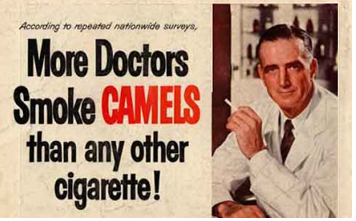 According to repeated nationwide surveys,
More Doctors
Smoke CAMELS
than any other
cigarette!